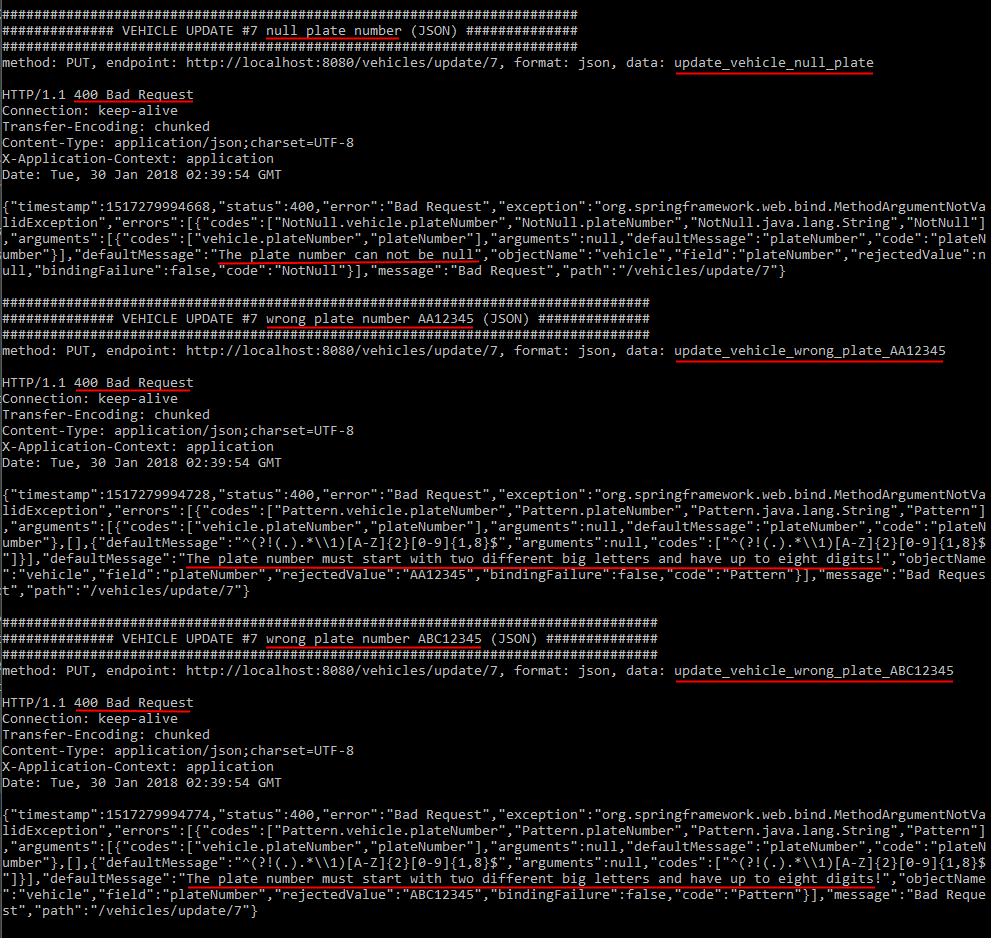 ########################################################################
############## VEHICLE UPDATE #7 null plate number (JSON) ##############
########################################################################
method: PUT, endpoint: http://localhost:8080/vehicles/update/7, format: json, data: update_vehicle_null_plate
HTTP/1.1 400 Bad Request
Connection: keep-alive
Transfer-Encoding: chunked
Content-Type: application/json;charset=UTF-8
X-Application-Context: application
Date: Tue, 30 Jan 2018 02:39:54 GMT
{"timestamp":1517279994668,"status":400,"error":"Bad Request","exception":"org.springframework.web.bind.MethodArgumentNotVa
lidException","errors":[{"codes":["NotNull.vehicle.plateNumber","NotNull.plateNumber","NotNull.java.lang.String","NotNull"]
,"arguments":[{"codes":["vehicle.plateNumber","plateNumber"],"arguments":null,"defaultMessage":"plateNumber","code":"plateN
umber"}],"defaultMessage":"The plate number can not be null","objectName":"vehicle","field":"plateNumber","rejectedValue":n
ull,"bindingFailure":false,"code":"NotNull"}],"message":"Bad Request","path":"/vehicles/update/7"}
#################################################################################
############## VEHICLE UPDATE #7 wrong plate number AA12345 (JSON) ##############
#################################################################################
method: PUT, endpoint: http://localhost:8080/vehicles/update/7, format: json, data: update_vehicle_wrong_plate_AA12345
HTTP/1.1 400 Bad Request
Connection: keep-alive
Transfer-Encoding: chunked
Content-Type: application/json;charset=UTF-8
X-Application-Context: application
Date: Tue, 30 Jan 2018 02:39:54 GMT
{"timestamp":1517279994728,"status":400,"error":"Bad Request","exception":"org.springframework.web.bind.MethodArgumentNotVa
lidException","errors":[{"codes":["Pattern.vehicle.plateNumber","Pattern.plateNumber","Pattern.java.lang.String","Pattern"]
,"arguments":[{"codes":["vehicle.plateNumber","plateNumber"],"arguments":null,"defaultMessage":"plateNumber","code":"plateN
umber"},[],{"defaultMessage":"^(?!(.).*\\1)[A-Z]{2}[0-9]{1,8}$","arguments":null,"codes":["^(?!(.).*\\1)[A-Z]{2}[0-9]{1,8}$
"]}],"defaultMessage":"The plate number must start with two different big letters and have up to eight digits!","objectName
":"vehicle","field":"plateNumber","rejectedValue":"AA12345","bindingFailure":false,"code":"Pattern"}],"message":"Bad Reques
t","path":"/vehicles/update/7"}
##################################################################################
############## VEHICLE UPDATE #7 wrong plate number ABC12345 (JSON) ##############
##################################################################################
method: PUT, endpoint: http://localhost:8080/vehicles/update/7, format: json, data: update_vehicle_wrong_plate_ABC12345
HTTP/1.1 400 Bad Request
Connection: keep-alive
Transfer-Encoding: chunked
Content-Type: application/json;charset=UTF-8
X-Application-Context: application
Date: Tue, 30 Jan 2018 02:39:54 GMT
{"timestamp":1517279994774,"status":400,"error":"Bad Request","exception":"org.springframework.web.bind.MethodArgumentNotVa
lidException","errors":[{"codes":["Pattern.vehicle.plateNumber","Pattern.plateNumber","Pattern.java.lang.String","Pattern"]
,"arguments":[{"codes":["vehicle.plateNumber","plateNumber"],"arguments":null,"defaultMessage":"plateNumber","code":"plateN
umber"},[],{"defaultMessage":"^(?!(.).*\\1)[A-Z]{2}[0-9]{1,8}$","arguments":null,"codes":["^(?!(.).*\\1)[A-Z]{2}[0-9]{1,8}$
"]}],"defaultMessage":"The plate number must start with two different big letters and have up to eight digits!","objectName
":"vehicle","field":"plateNumber","rejectedValue":"ABC12345","bindingFailure":false,"code":"Pattern"}],"message":"Bad Reque
st","path":"/vehicles/update/7"}